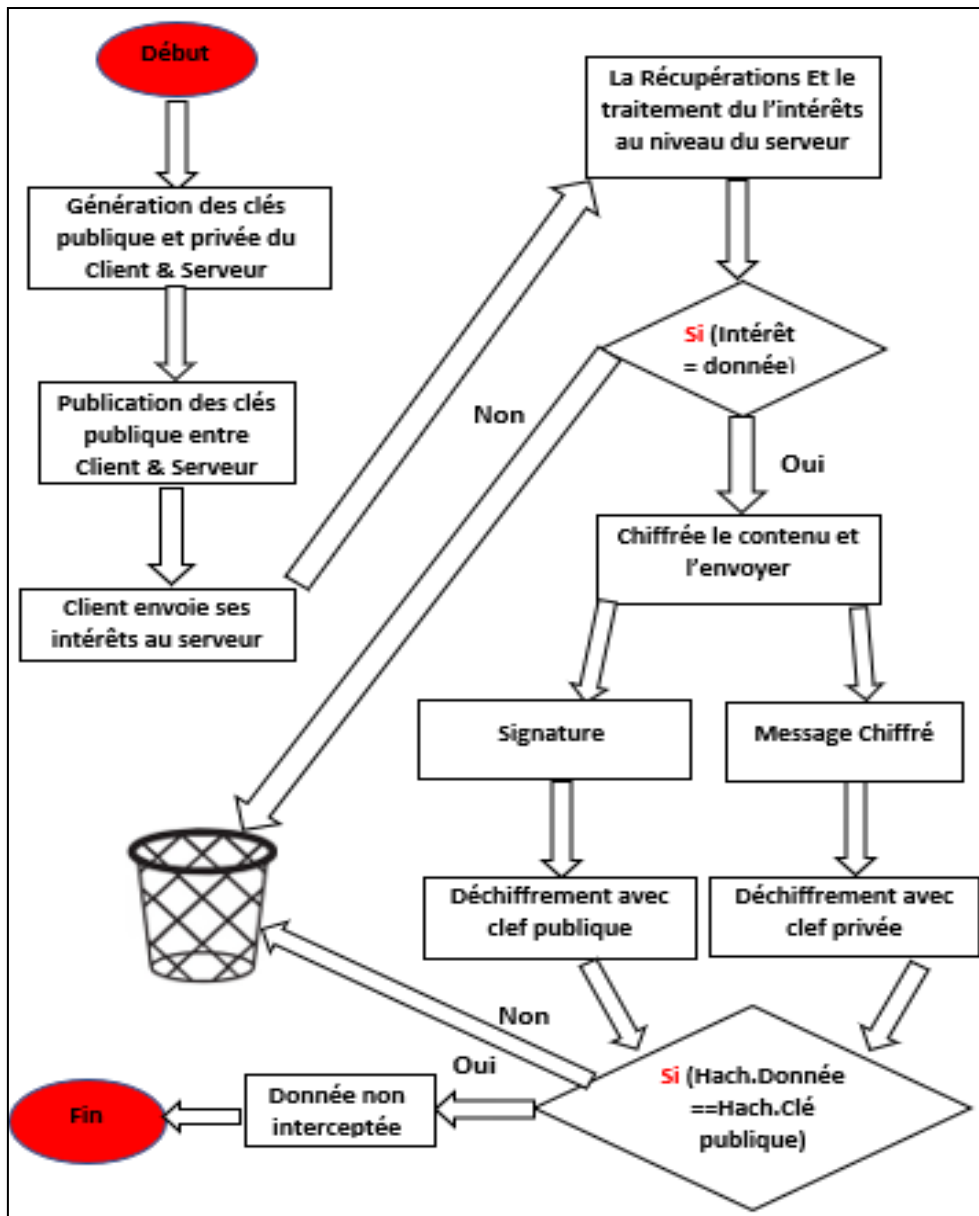 Début
Génération des clés
publique et privée du
Client & Serveur
Publication des clés
publique entre
Client & Serveur
Client envoie ses
intérêts au serveur
La Récupérations Et le
traitement du l'intérêts
au niveau du serveur
Si (Intérêt
= donnée)
Non
Oui
Chiffrée le contenu et
l'envoyer
Signature
Message Chiffré
Déchiffrement avec
clef publique
Déchiffrement avec
clef privée
Si (Hach.Donnée
==Hach.Clé
publique)
Non
Oui
Donnée non
interceptée
Fin